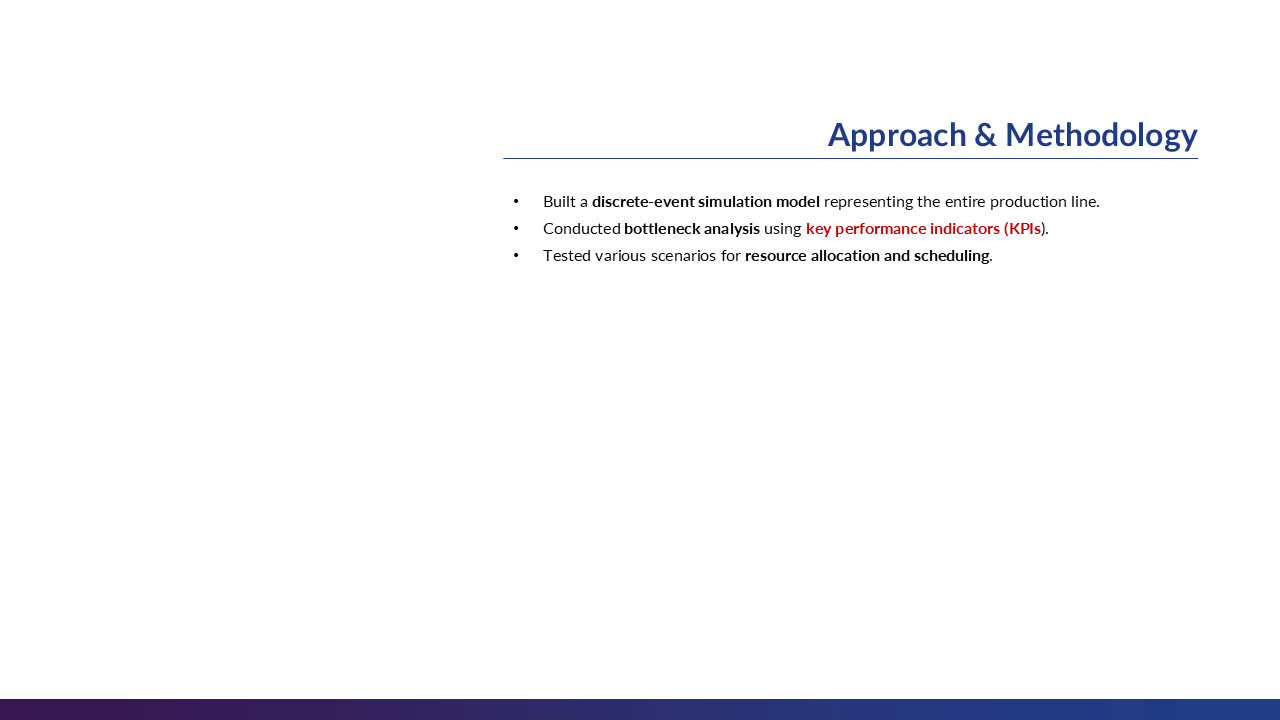 Approach & Methodology
• Built a discrete-event simulation model representing the entire production line.
• Conducted bottleneck analysis using key performance indicators (KPIs).
• Tested various scenarios for resource allocation and scheduling.